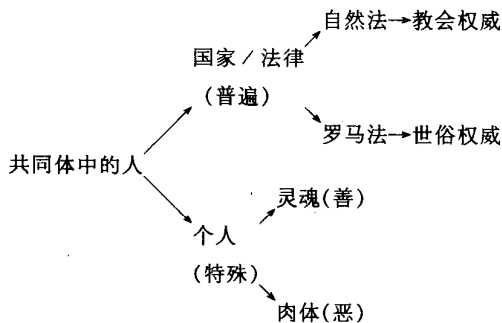 自然法→教会权威
国家／法律
(普遍)
罗马法→世俗权威
共同体中的人
灵魂(善)
个人
(特殊)
肉体(恶)